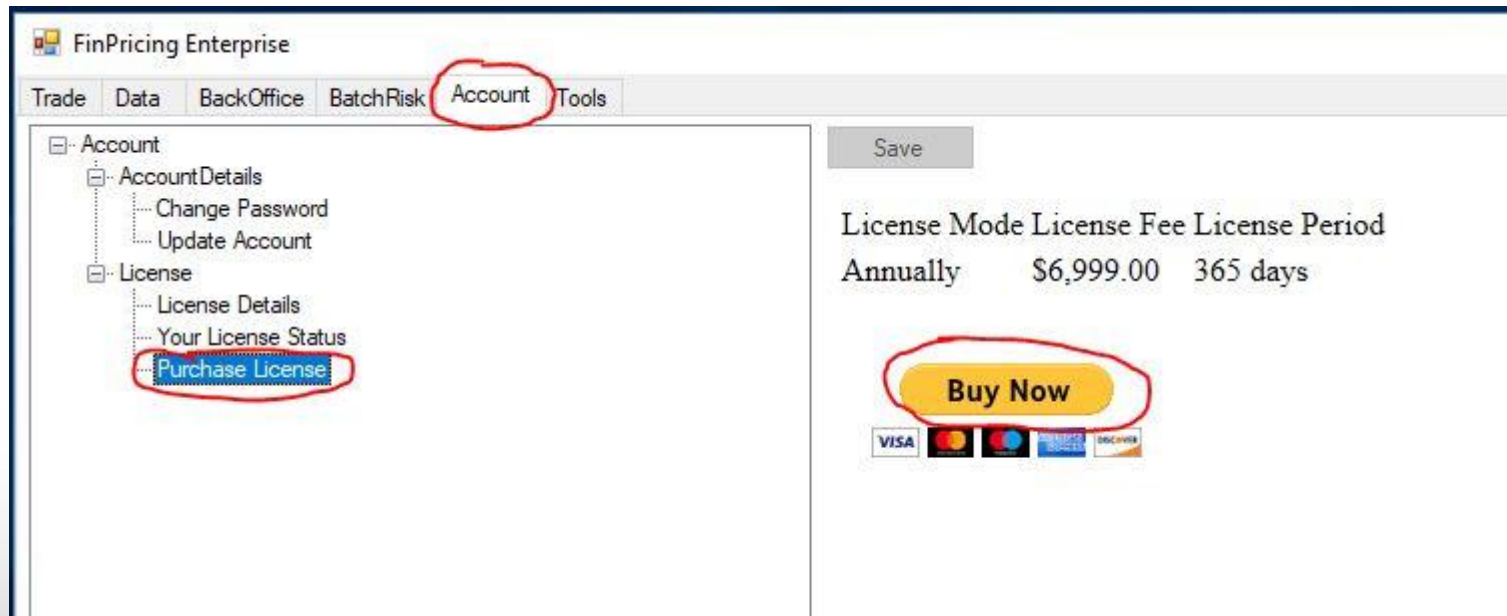 FinPricing Enterprise
Trade Data BackOffice BatchRisk Account Tools
Account
AccountDetails
Change Password
Update Account
License
License Details
Your License Status
Purchase License
Save
License Mode License Fee License Period
Annually $6,999.00 365 days
Buy Now
VISA DISCOVER